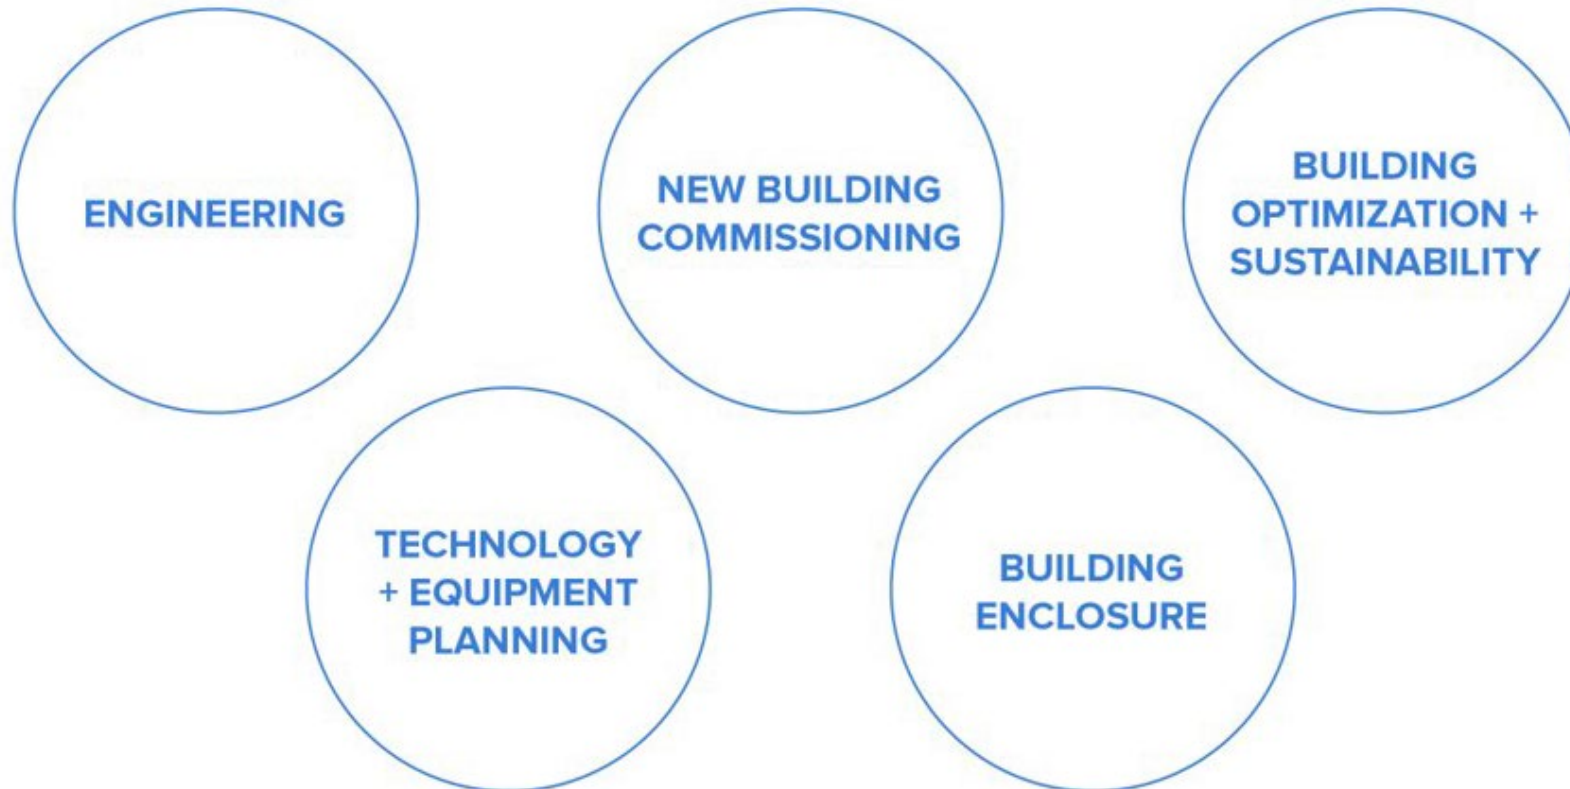 ENGINEERING
NEW BUILDING
COMMISSIONING
BUILDING
OPTIMIZATION +
SUSTAINABILITY
TECHNOLOGY
+ EQUIPMENT
PLANNING
BUILDING
ENCLOSURE